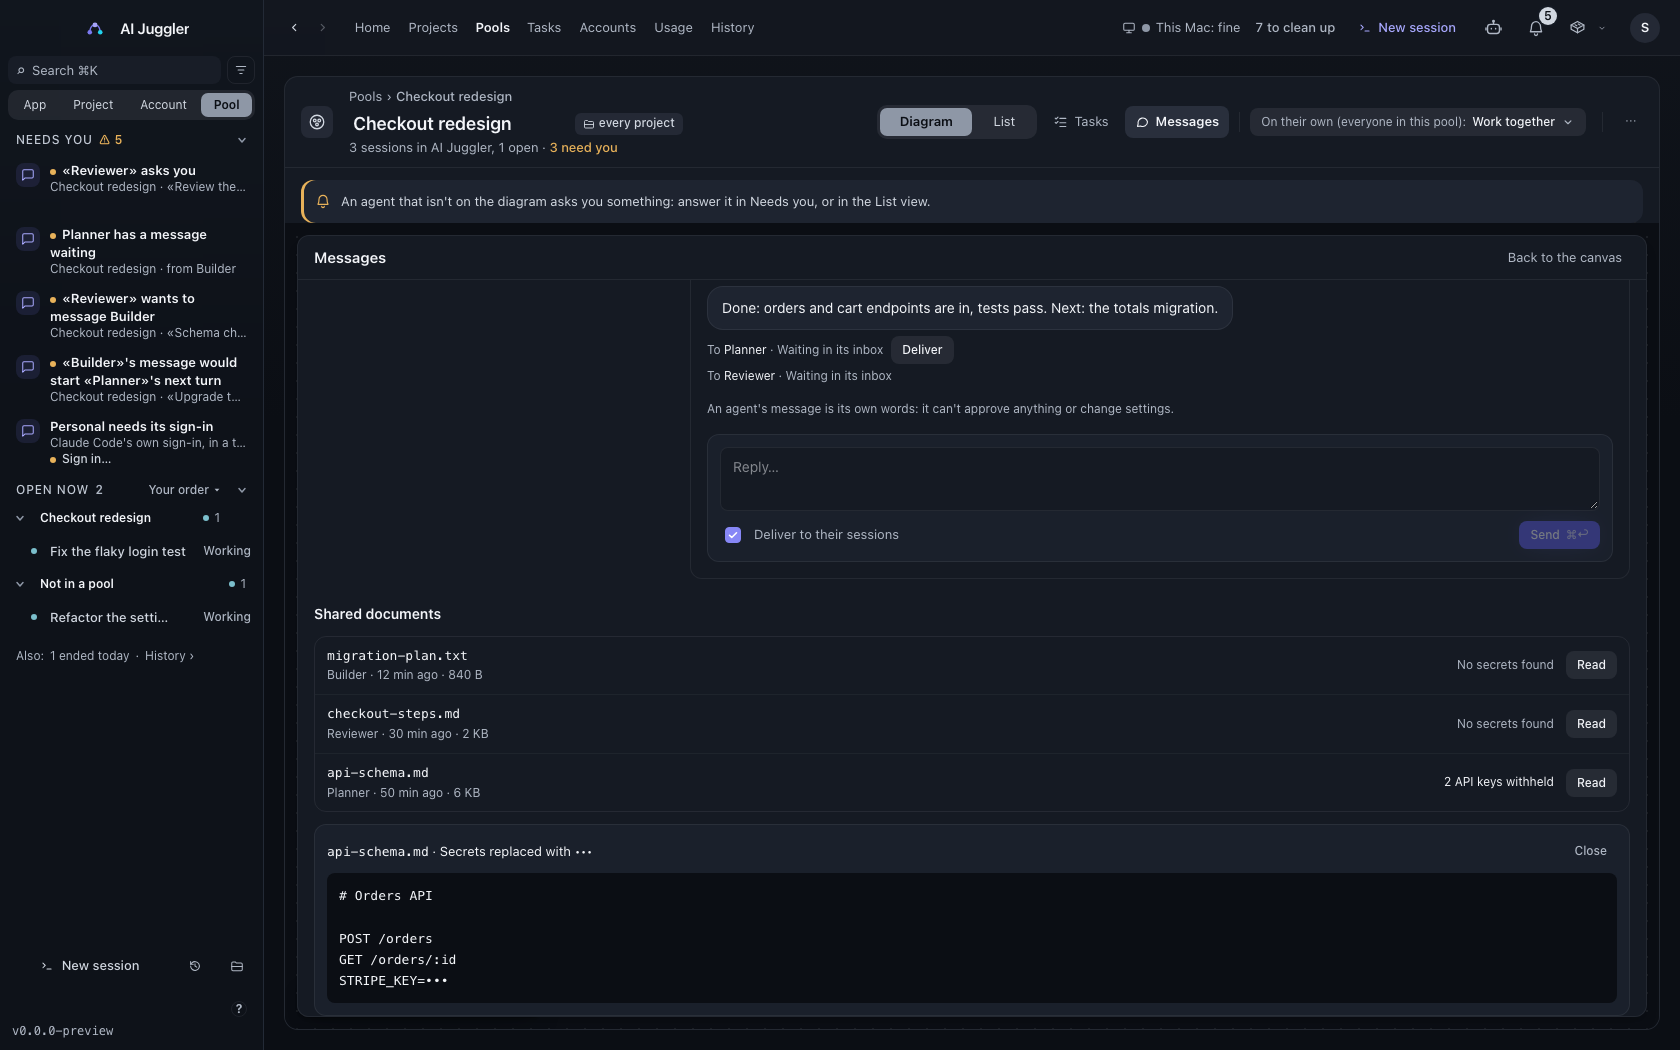 AI Juggler
Search ⌘K
App Project Account Pool
NEEDS YOU 5
«Reviewer» asks you
Checkout redesign · «Review the…
Planner has a message
waiting
Checkout redesign · from Builder
«Reviewer» wants to
message Builder
Checkout redesign · «Schema ch…
«Builder»'s message would
start «Planner»'s next turn
Checkout redesign · «Upgrade t…
Personal needs its sign-in
Claude Code's own sign-in, in a t…
Sign in…
OPEN NOW 2 Your order
Checkout redesign 1
Fix the flaky login test Working
Not in a pool 1
Refactor the setti… Working
Also: 1 ended today · History ›
New session
?
v0.0.0-preview
Home Projects Pools Tasks Accounts Usage History
This Mac: fine 7 to clean up New session 5 S
Pools › Checkout redesign
Checkout redesign every project
3 sessions in AI Juggler, 1 open · 3 need you
Diagram List Tasks Messages On their own (everyone in this pool): Work together …
An agent that isn't on the diagram asks you something: answer it in Needs you, or in the List view.
Messages Back to the canvas
Done: orders and cart endpoints are in, tests pass. Next: the totals migration.
To Planner · Waiting in its inbox Deliver
To Reviewer · Waiting in its inbox
An agent's message is its own words: it can't approve anything or change settings.
Reply…
Deliver to their sessions Send ⌘↩
Shared documents
migration-plan.txt
Builder · 12 min ago · 840 B
No secrets found Read
checkout-steps.md
Reviewer · 30 min ago · 2 KB
No secrets found Read
api-schema.md
Planner · 50 min ago · 6 KB
2 API keys withheld Read
api-schema.md · Secrets replaced with ••• Close
# Orders API
POST /orders
GET /orders/:id
STRIPE_KEY=•••